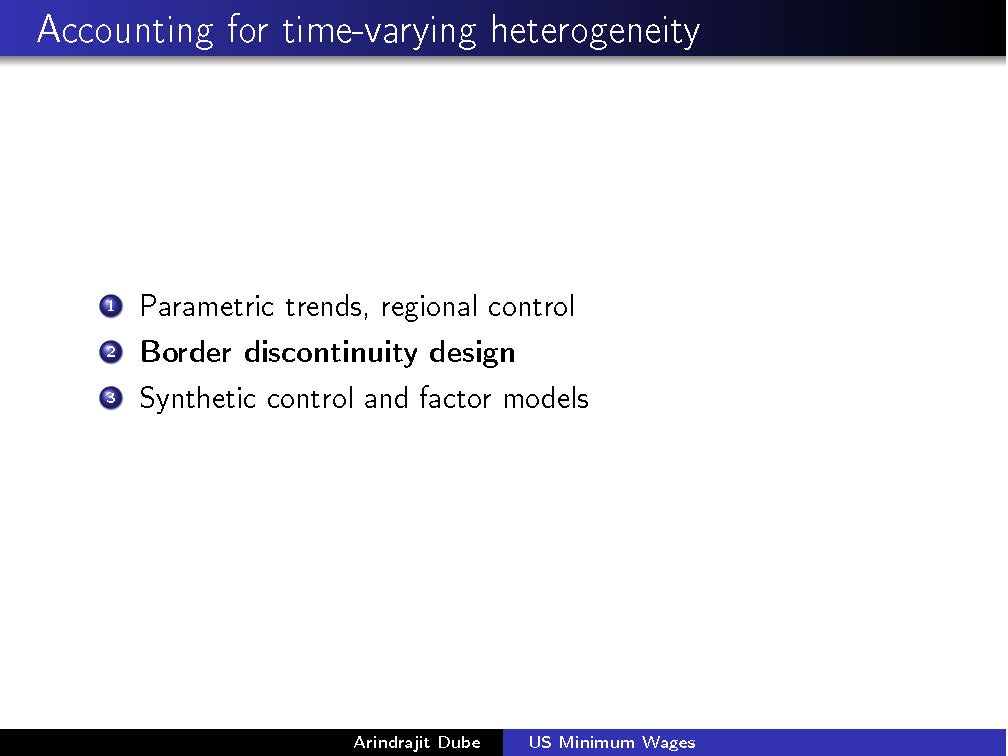 Accounting for time-varying heterogeneity
1 Parametric trends, regional control
2 Border discontinuity design
3 Synthetic control and factor models
Arindrajit Dube US Minimum Wages